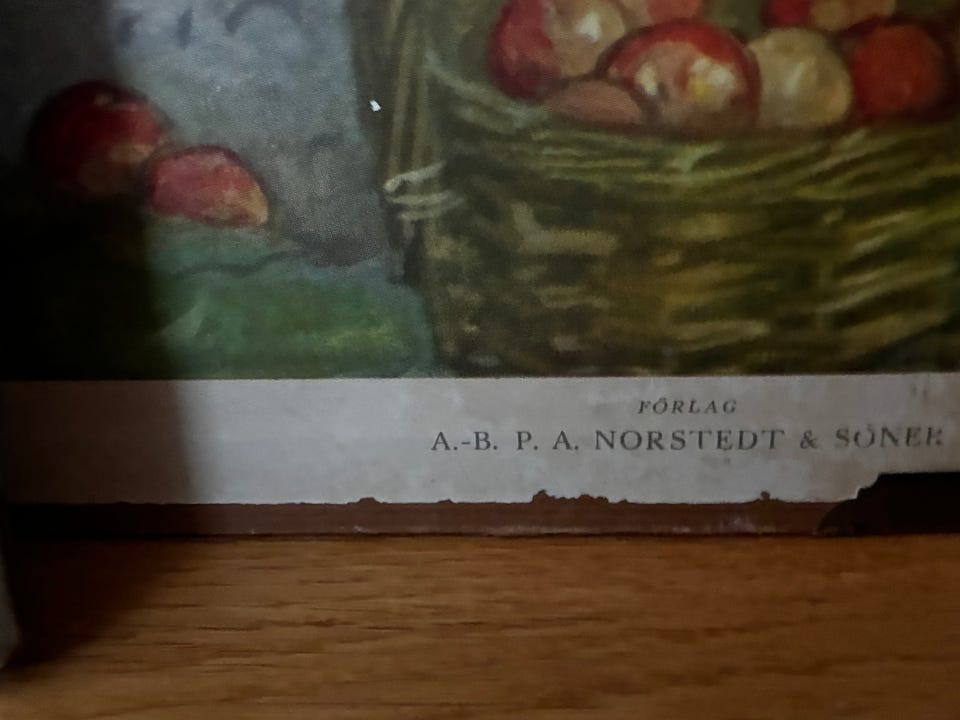 FÖRLAG
A.-B. P. A. NORSTEDT & SÖNER